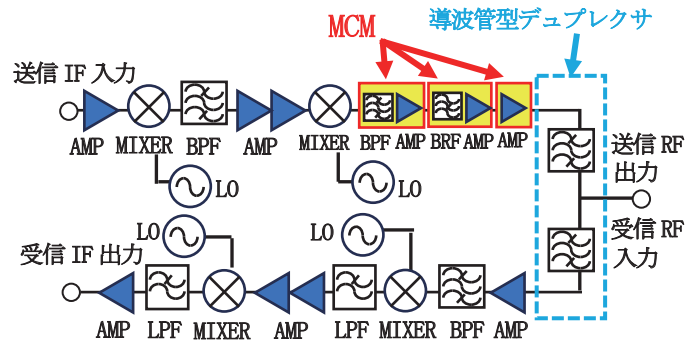 MCM
導波管型デュプレクサ
送信 IF 入力
AMP
MIXER
BPF
AMP
MIXER
BPF
AMP
BRF
AMP
AMP
送信 RF
出力
LO
LO
受信 RF
入力
LO
LO
受信 IF 出力
AMP
LPF
MIXER
AMP
LPF
MIXER
BPF
AMP